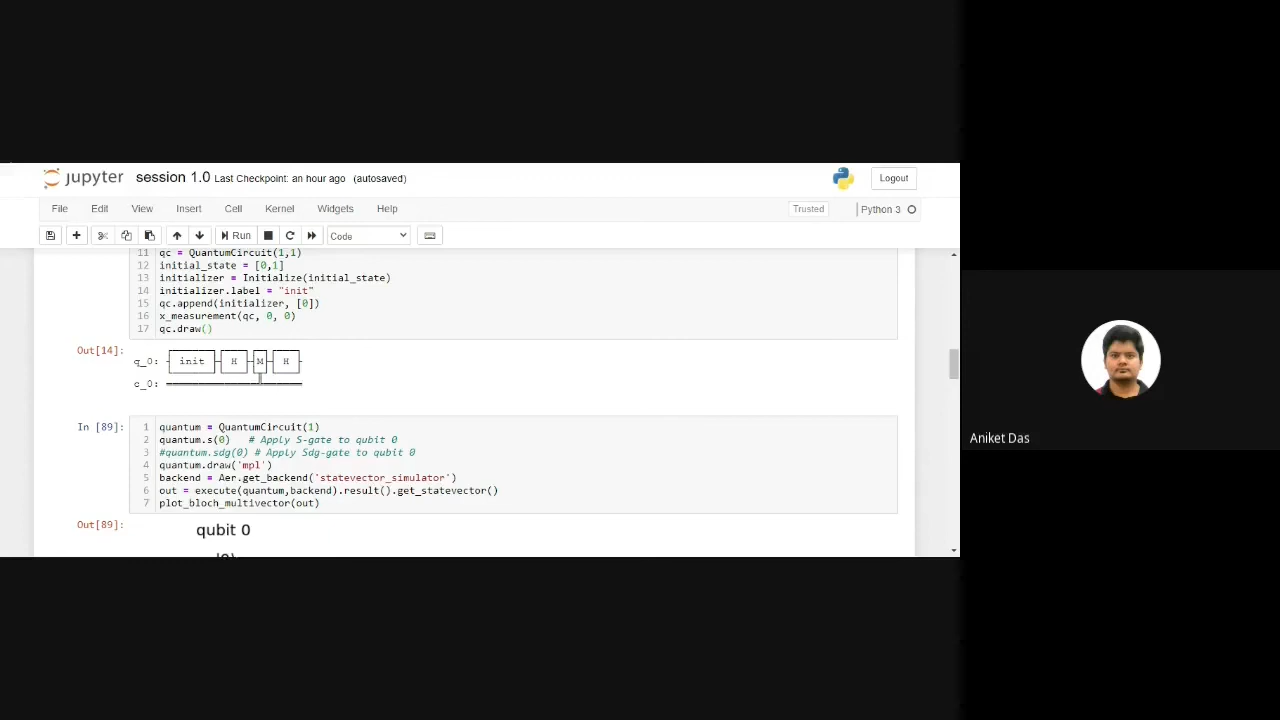 jupyter session 1.0 Last Checkpoint: an hour ago (autosaved)
Logout
File Edit View Insert Cell Kernel Widgets Help
Trusted
Python 3
Run
Code
11 qc = QuantumCircuit(1,1)
12 initial_state = [0,1]
13 initializer = Initialize(initial_state)
14 initializer.label = "init"
15 qc.append(initializer, [0])
16 x_measurement(qc, 0, 0)
17 qc.draw()
Out[14]:
q_0: init H M H
c_0:
In [89]:
1 quantum = QuantumCircuit(1)
2 quantum.s(0) # Apply S-gate to qubit 0
3 #quantum.sdg(0) # Apply Sdg-gate to qubit 0
4 quantum.draw('mpl')
5 backend = Aer.get_backend('statevector_simulator')
6 out = execute(quantum,backend).result().get_statevector()
7 plot_bloch_multivector(out)
Out[89]:
qubit 0
Aniket Das